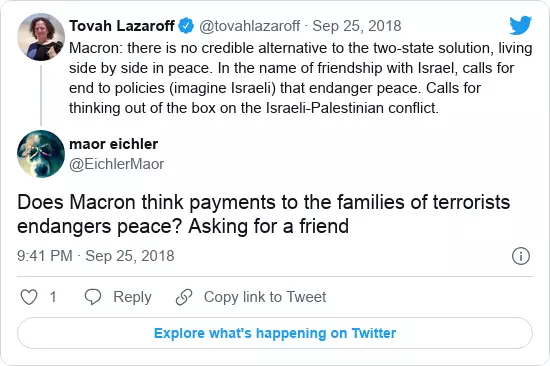 Tovah Lazaroff @tovahlazaroff · Sep 25, 2018
Macron: there is no credible alternative to the two-state solution, living
side by side in peace. In the name of friendship with Israel, calls for
end to policies (imagine Israeli) that endanger peace. Calls for
thinking out of the box on the Israeli-Palestinian conflict.
maor eichler
@EichlerMaor
Does Macron think payments to the families of terrorists
endangers peace? Asking for a friend
9:41 PM · Sep 25, 2018
1 Reply Copy link to Tweet
Explore what's happening on Twitter